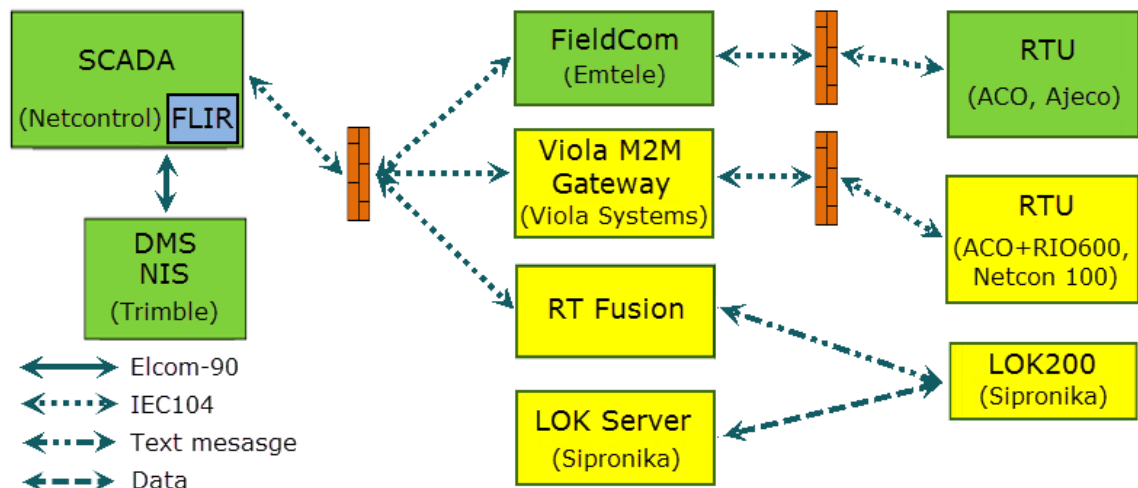 SCADA
(Netcontrol)
FLIR
DMS
NIS
(Trimble)
FieldCom
(Emtele)
Viola M2M
Gateway
(Viola Systems)
RT Fusion
LOK Server
(Sipronika)
RTU
(ACO, Ajeco)
RTU
(ACO+RIO600,
Netcon 100)
LOK200
(Sipronika)
Elcom-90
IEC104
Text mesasge
Data